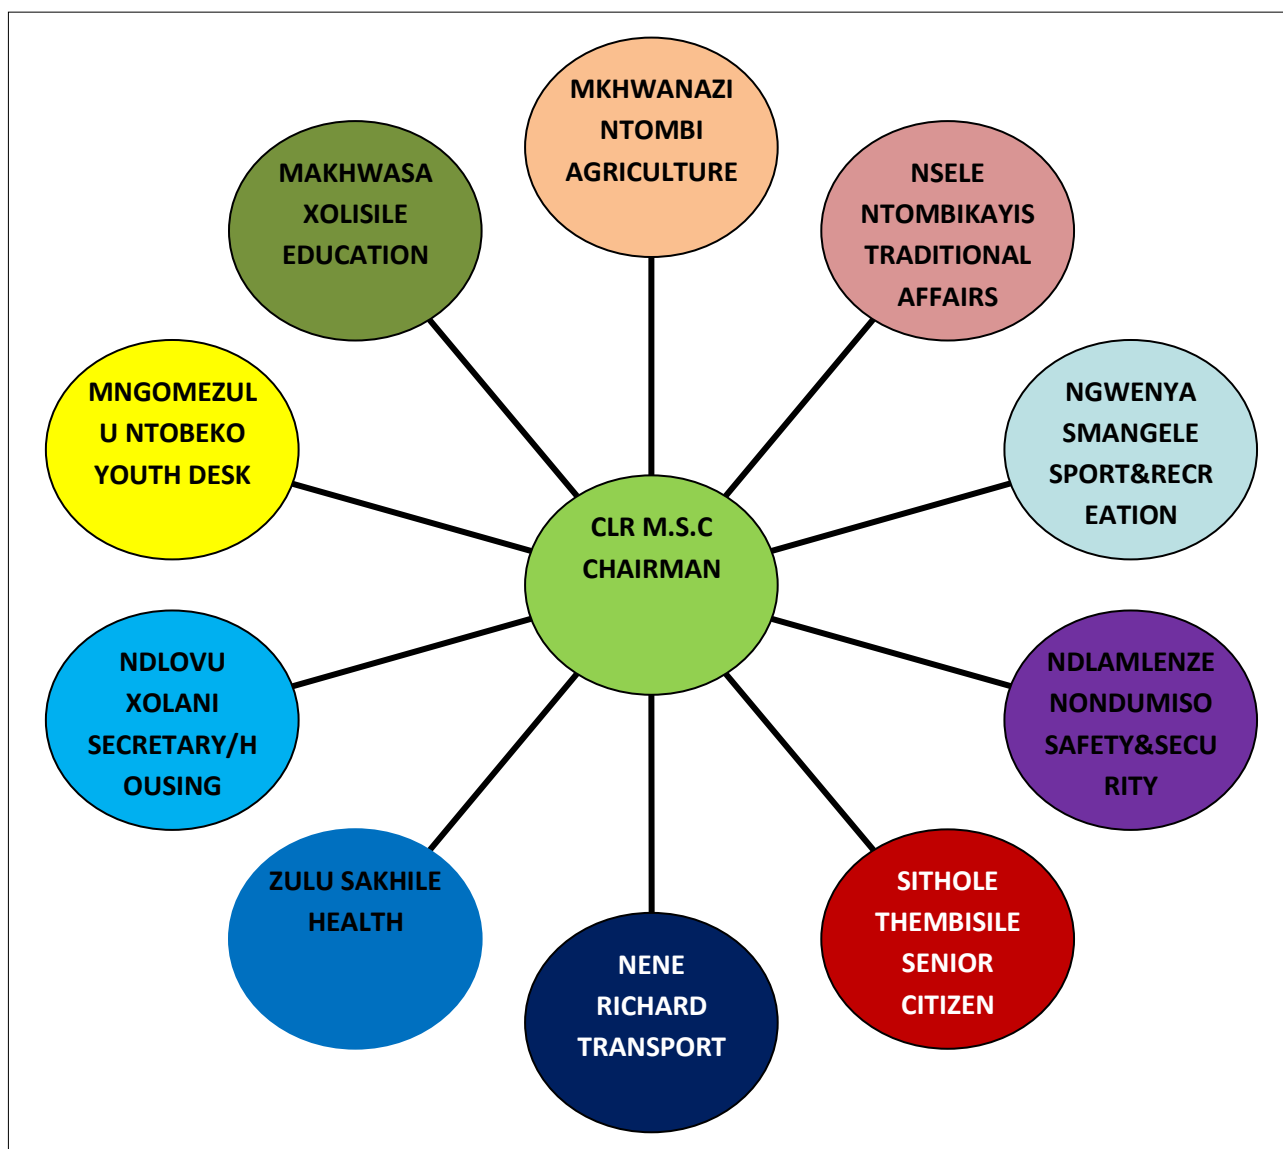 MKHWANAZI
NTOMBI
AGRICULTURE
NSELE
NTOMBIKAYIS
TRADITIONAL
AFFAIRS
NGWENYA
SMANGELE
SPORT&RECR
EATION
NDLAMLENZE
NONDUMISO
SAFETY&SECU
RITY
SITHOLE
THEMBISILE
SENIOR
CITIZEN
NENE
RICHARD
TRANSPORT
ZULU SAKHILE
HEALTH
NDLOVU
XOLANI
SECRETARY/H
OUSING
MNGOMEZUL
U NTOBEKO
YOUTH DESK
MAKHWASA
XOLISILE
EDUCATION
CLR M.S.C
CHAIRMAN